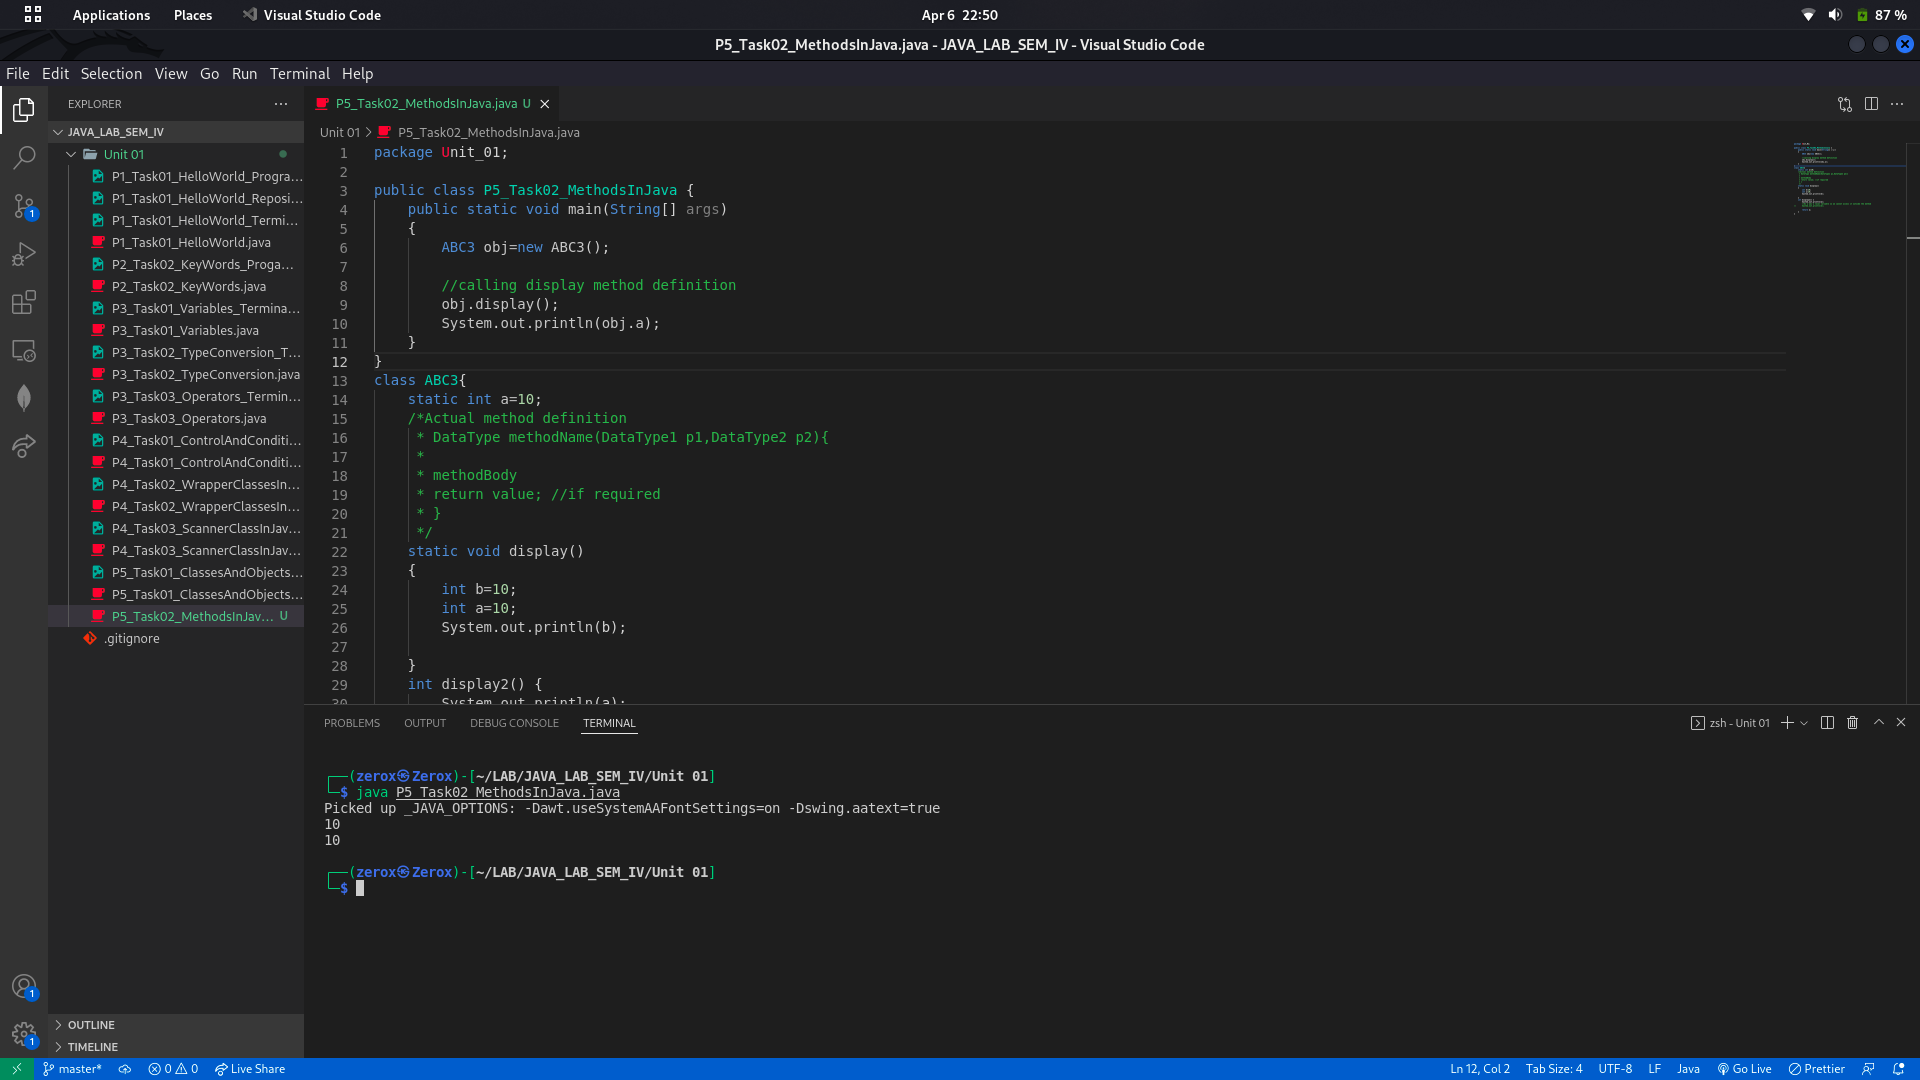 Applications Places Visual Studio Code Apr 6 22:50 87 %
P5_Task02_MethodsInJava.java - JAVA_LAB_SEM_IV - Visual Studio Code
File Edit Selection View Go Run Terminal Help
EXPLORER
JAVA_LAB_SEM_IV
Unit 01
P1_Task01_HelloWorld_Progra...
P1_Task01_HelloWorld_Reposi...
P1_Task01_HelloWorld_Termi...
P1_Task01_HelloWorld.java
P2_Task02_KeyWords_Proga...
P2_Task02_KeyWords.java
P3_Task01_Variables_Termina...
P3_Task01_Variables.java
P3_Task02_TypeConversion_T...
P3_Task02_TypeConversion.java
P3_Task03_Operators_Termin...
P3_Task03_Operators.java
P4_Task01_ControlAndConditi...
P4_Task01_ControlAndConditi...
P4_Task02_WrapperClassesIn...
P4_Task02_WrapperClassesIn...
P4_Task03_ScannerClassInJav...
P4_Task03_ScannerClassInJav...
P5_Task01_ClassesAndObjects...
P5_Task01_ClassesAndObjects...
P5_Task02_MethodsInJav... U
.gitignore
OUTLINE
TIMELINE
1
1
1
P5_Task02_MethodsInJava.java U
Unit 01 > P5_Task02_MethodsInJava.java
1 package Unit_01;
2
3 public class P5_Task02_MethodsInJava {
4 public static void main(String[] args)
5 {
6 ABC3 obj=new ABC3();
7
8 //calling display method definition
9 obj.display();
10 System.out.println(obj.a);
11 }
12 }
13 class ABC3{
14 static int a=10;
15 /*Actual method definition
16 * DataType methodName(DataType1 p1,DataType2 p2){
17 *
18 * methodBody
19 * return value; //if required
20 * }
21 */
22 static void display()
23 {
24 int b=10;
25 int a=10;
26 System.out.println(b);
27
28 }
29 int display2() {
30 System.out.println(a);
PROBLEMS OUTPUT DEBUG CONSOLE TERMINAL zsh - Unit 01
┌──(zerox㉿Zerox)-[~/LAB/JAVA_LAB_SEM_IV/Unit 01]
└─$ java P5_Task02_MethodsInJava.java
Picked up _JAVA_OPTIONS: -Dawt.useSystemAAFontSettings=on -Dswing.aatext=true
10
10
┌──(zerox㉿Zerox)-[~/LAB/JAVA_LAB_SEM_IV/Unit 01]
└─$
master* 0 0 Live Share Ln 12, Col 2 Tab Size: 4 UTF-8 LF Java Go Live Prettier